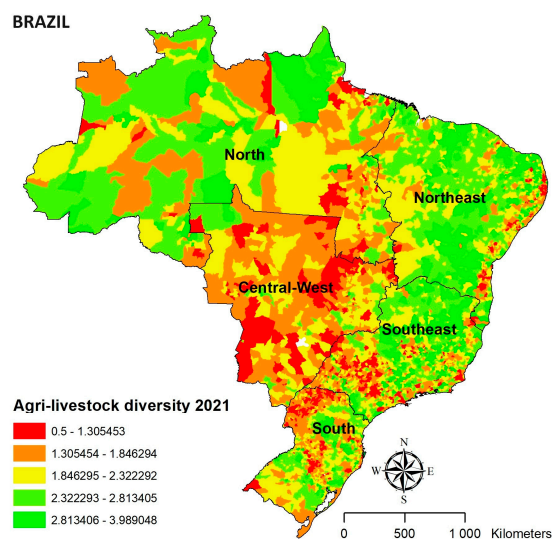 BRAZIL
North
Northeast
Central-West
Southeast
South
Agri-livestock diversity 2021
0.5 - 1.305453
1.305454 - 1.846294
1.846295 - 2.322292
2.322293 - 2.813405
2.813406 - 3.989048
N
W E
S
0 500 1 000 Kilometers